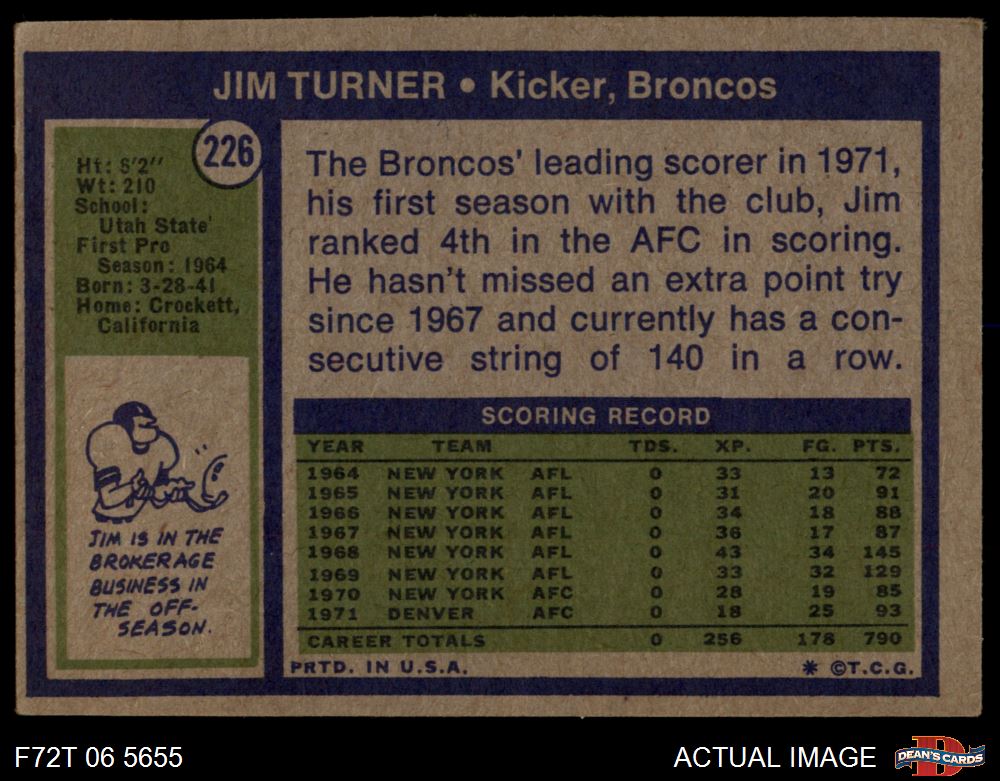 JIM TURNER • Kicker, Broncos
226
Ht: 6'2"
Wt: 210
School:
Utah State
First Pro
Season: 1964
Born: 3-28-41
Home: Crockett,
California
JIM IS IN THE
BROKERAGE
BUSINESS IN
THE OFF-
SEASON.
The Broncos' leading scorer in 1971,
his first season with the club, Jim
ranked 4th in the AFC in scoring.
He hasn't missed an extra point try
since 1967 and currently has a con-
secutive string of 140 in a row.
SCORING RECORD
YEAR TEAM TDS. XP. FG. PTS.
1964 NEW YORK AFL 0 33 13 72
1965 NEW YORK AFL 0 31 20 91
1966 NEW YORK AFL 0 34 18 88
1967 NEW YORK AFL 0 36 17 87
1968 NEW YORK AFL 0 43 34 145
1969 NEW YORK AFL 0 33 32 129
1970 NEW YORK AFC 0 28 19 85
1971 DENVER AFC 0 18 25 93
CAREER TOTALS 0 256 178 790
PRTD. IN U.S.A. * ©T.C.G.
F72T 06 5655
ACTUAL IMAGE
D
DEAN'S CARDS